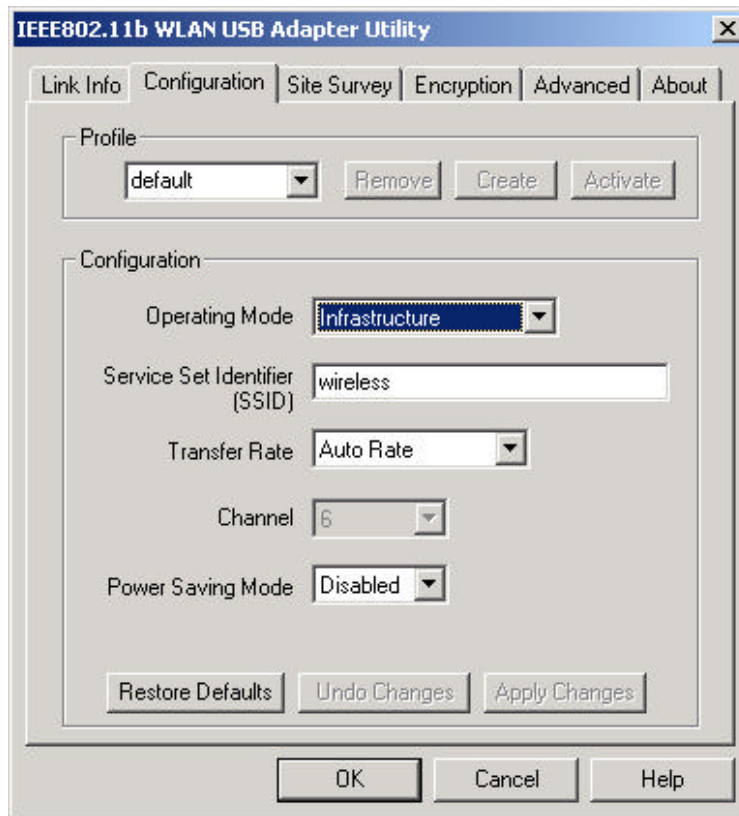 IEEE802.11b WLAN USB Adapter Utility
Link Info Configuration Site Survey Encryption Advanced About
Profile
default Remove Create Activate
Configuration
Operating Mode Infrastructure
Service Set Identifier
(SSID) wireless
Transfer Rate Auto Rate
Channel 6
Power Saving Mode Disabled
Restore Defaults Undo Changes Apply Changes
OK Cancel Help